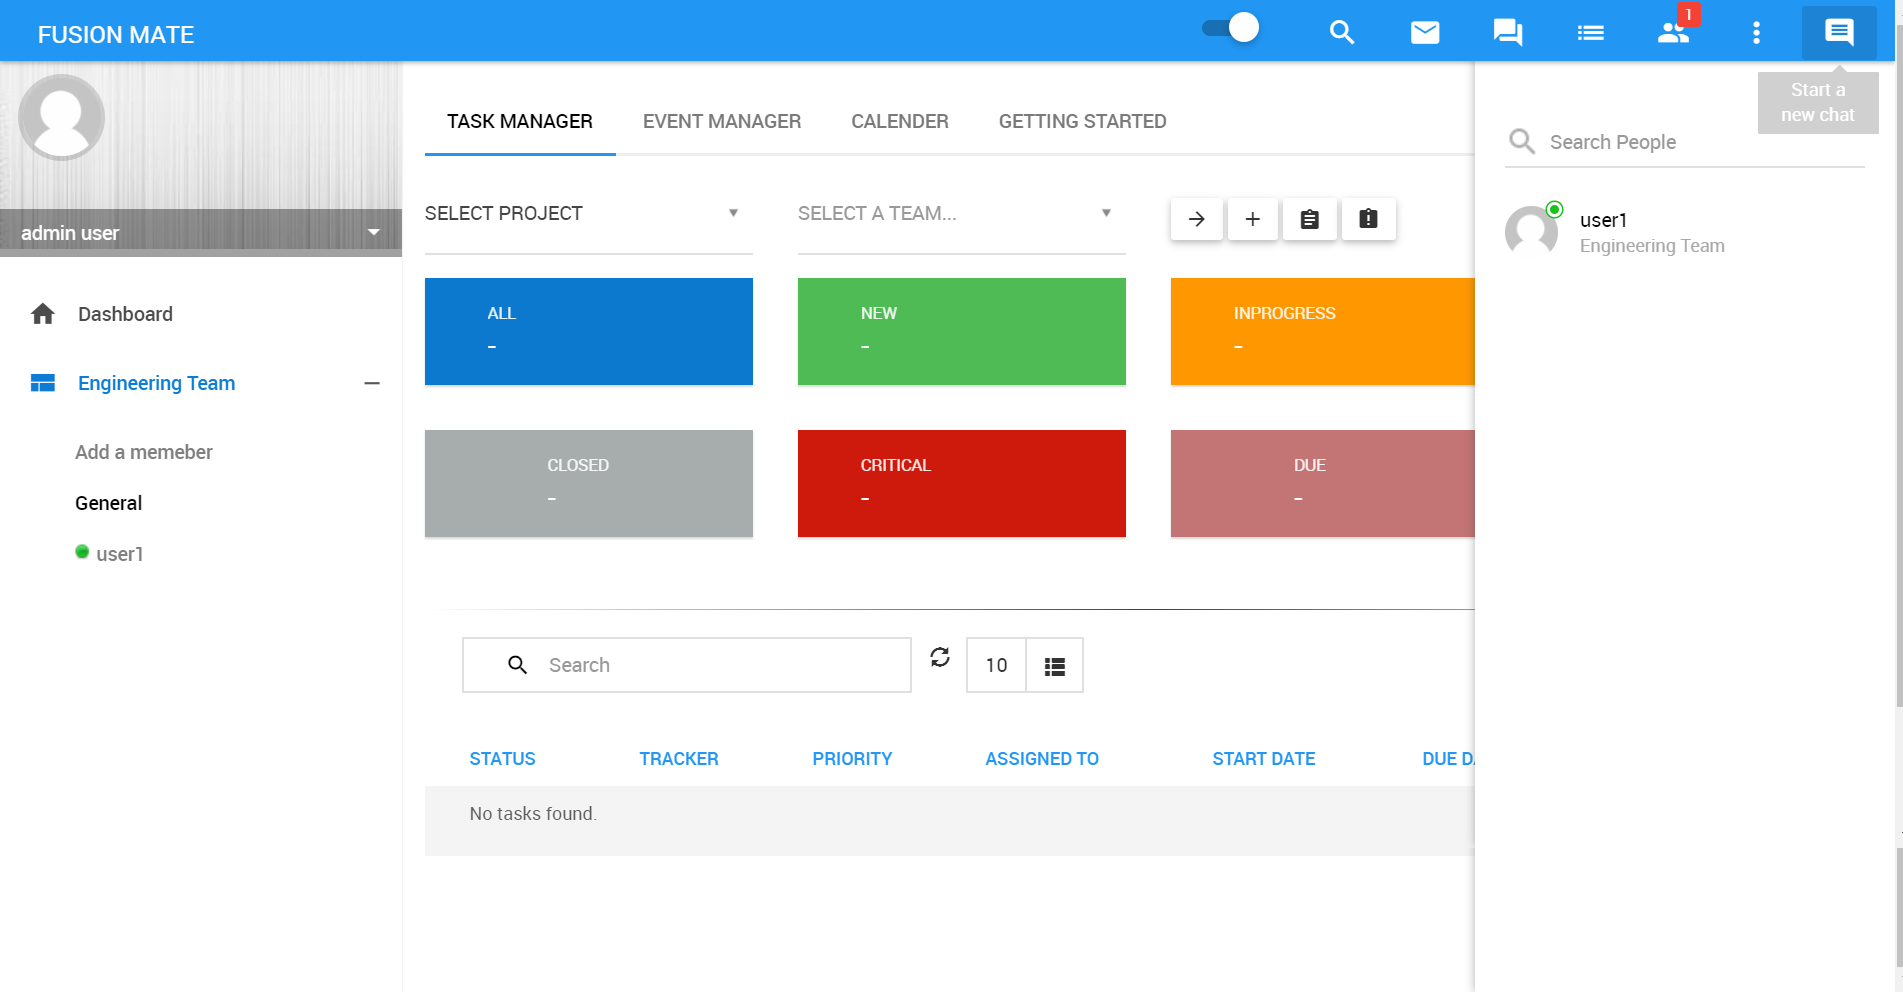 FUSION MATE
1
Start a
new chat
admin user
Dashboard
Engineering Team
Add a memeber
General
user1
TASK MANAGER
EVENT MANAGER
CALENDER
GETTING STARTED
SELECT PROJECT
SELECT A TEAM...
ALL
-
NEW
-
INPROGRESS
-
CLOSED
-
CRITICAL
-
DUE
-
Search
10
STATUS
TRACKER
PRIORITY
ASSIGNED TO
START DATE
DUE DA
No tasks found.
Search People
user1
Engineering Team